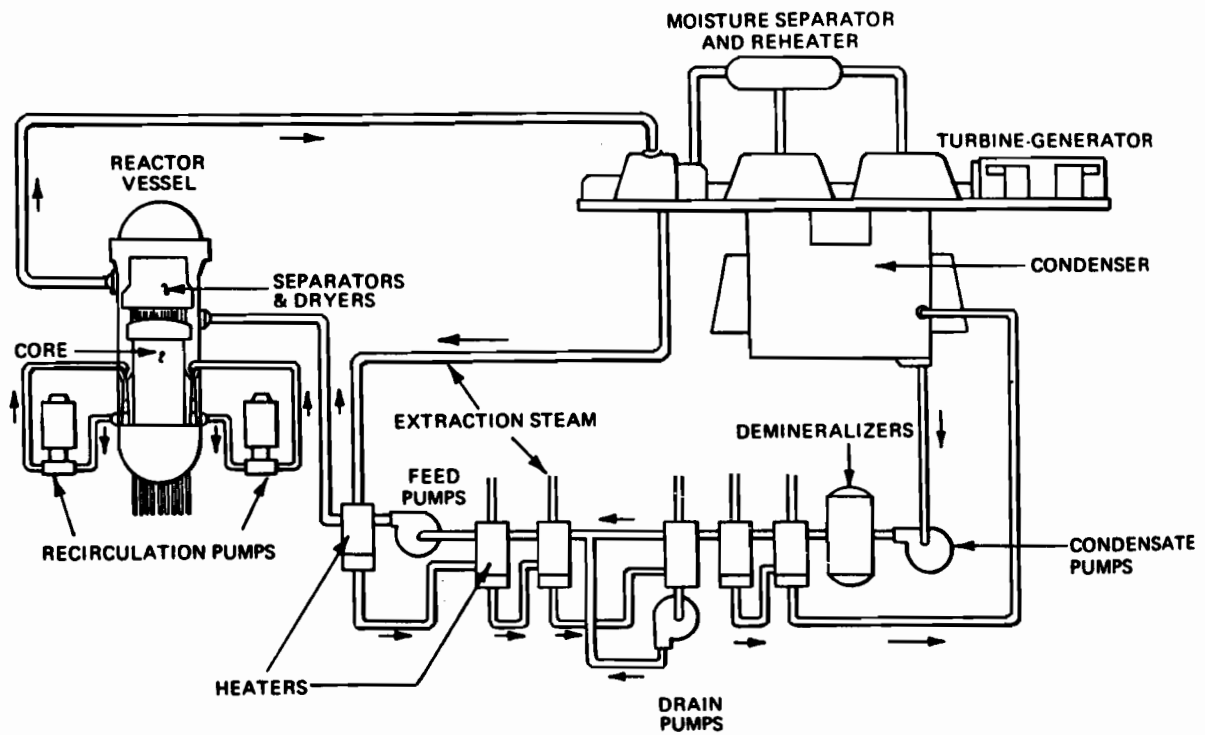 MOISTURE SEPARATOR
AND REHEATER
TURBINE-GENERATOR
REACTOR
VESSEL
SEPARATORS
& DRYERS
CONDENSER
CORE
EXTRACTION STEAM
DEMINERALIZERS
FEED
PUMPS
RECIRCULATION PUMPS
CONDENSATE
PUMPS
HEATERS
DRAIN
PUMPS